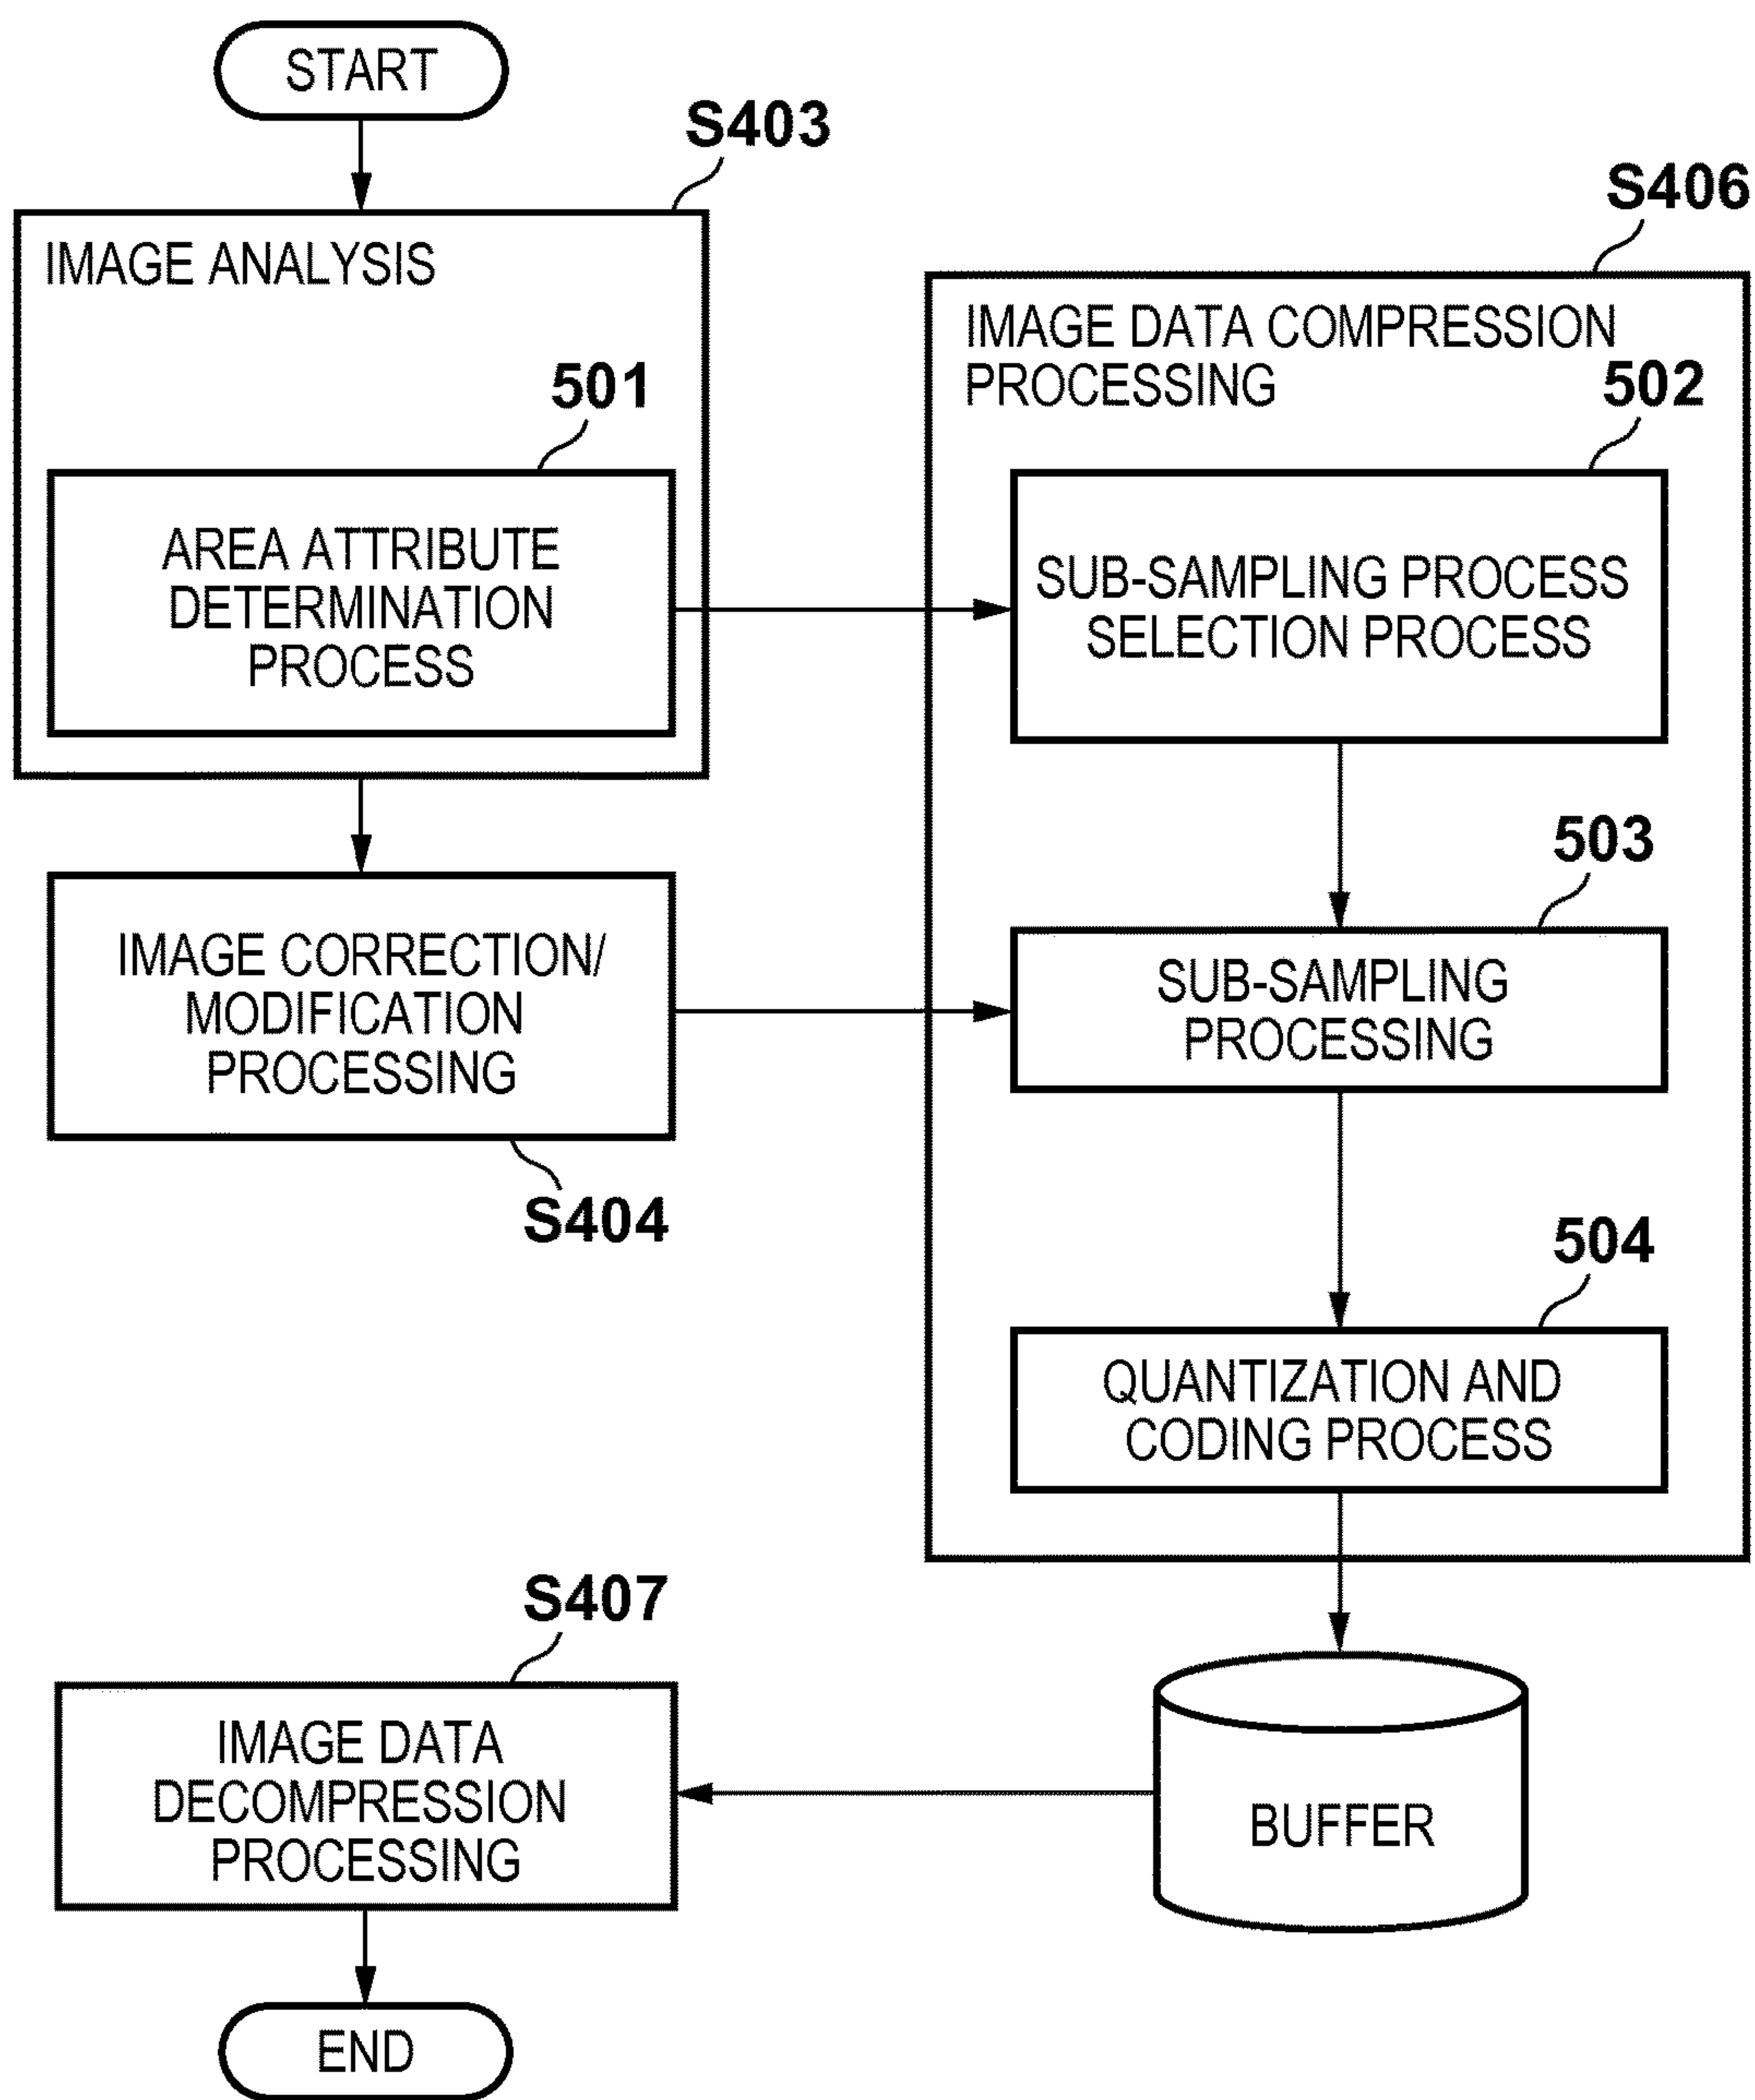 START
S403
IMAGE ANALYSIS
501
AREA ATTRIBUTE
DETERMINATION
PROCESS
S406
IMAGE DATA COMPRESSION
PROCESSING
502
SUB-SAMPLING PROCESS
SELECTION PROCESS
IMAGE CORRECTION/
MODIFICATION
PROCESSING
S404
503
SUB-SAMPLING
PROCESSING
504
QUANTIZATION AND
CODING PROCESS
BUFFER
S407
IMAGE DATA
DECOMPRESSION
PROCESSING
END